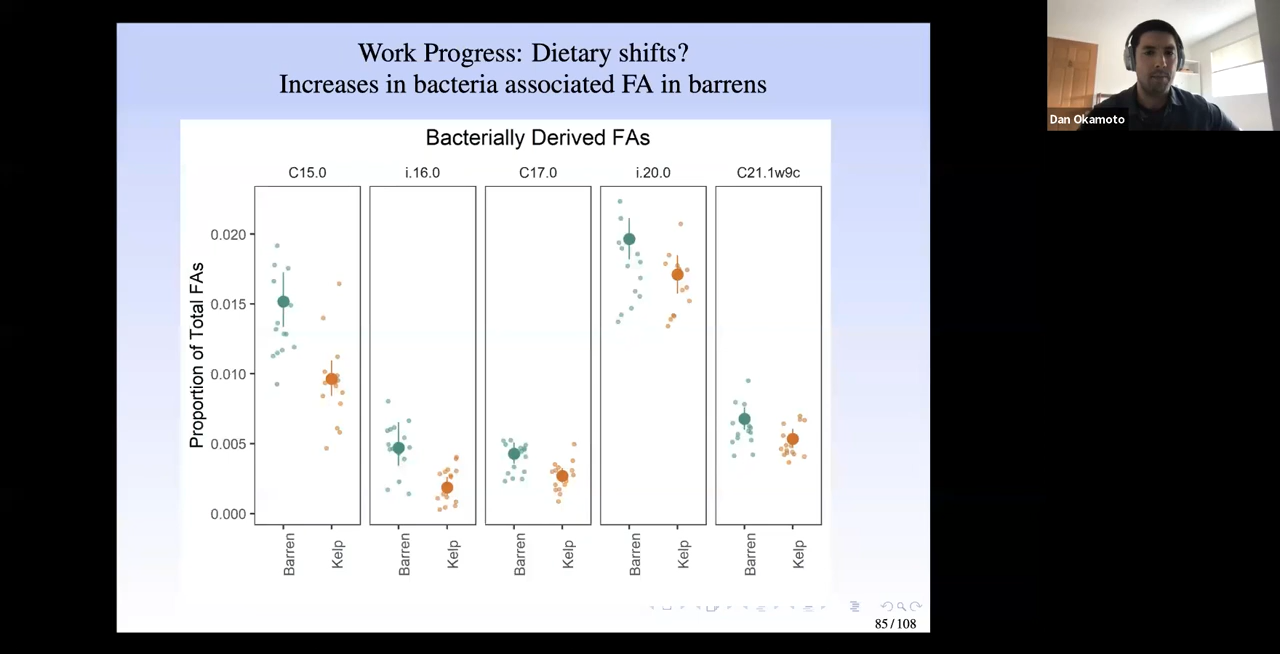 Work Progress: Dietary shifts?
Increases in bacteria associated FA in barrens
Dan Okamoto
Bacterially Derived FAs
C15.0 i.16.0 C17.0 i.20.0 C21.1w9c
Proportion of Total FAs
0.020
0.015
0.010
0.005
0.000
Barren Kelp Barren Kelp Barren Kelp Barren Kelp Barren Kelp
85 / 108